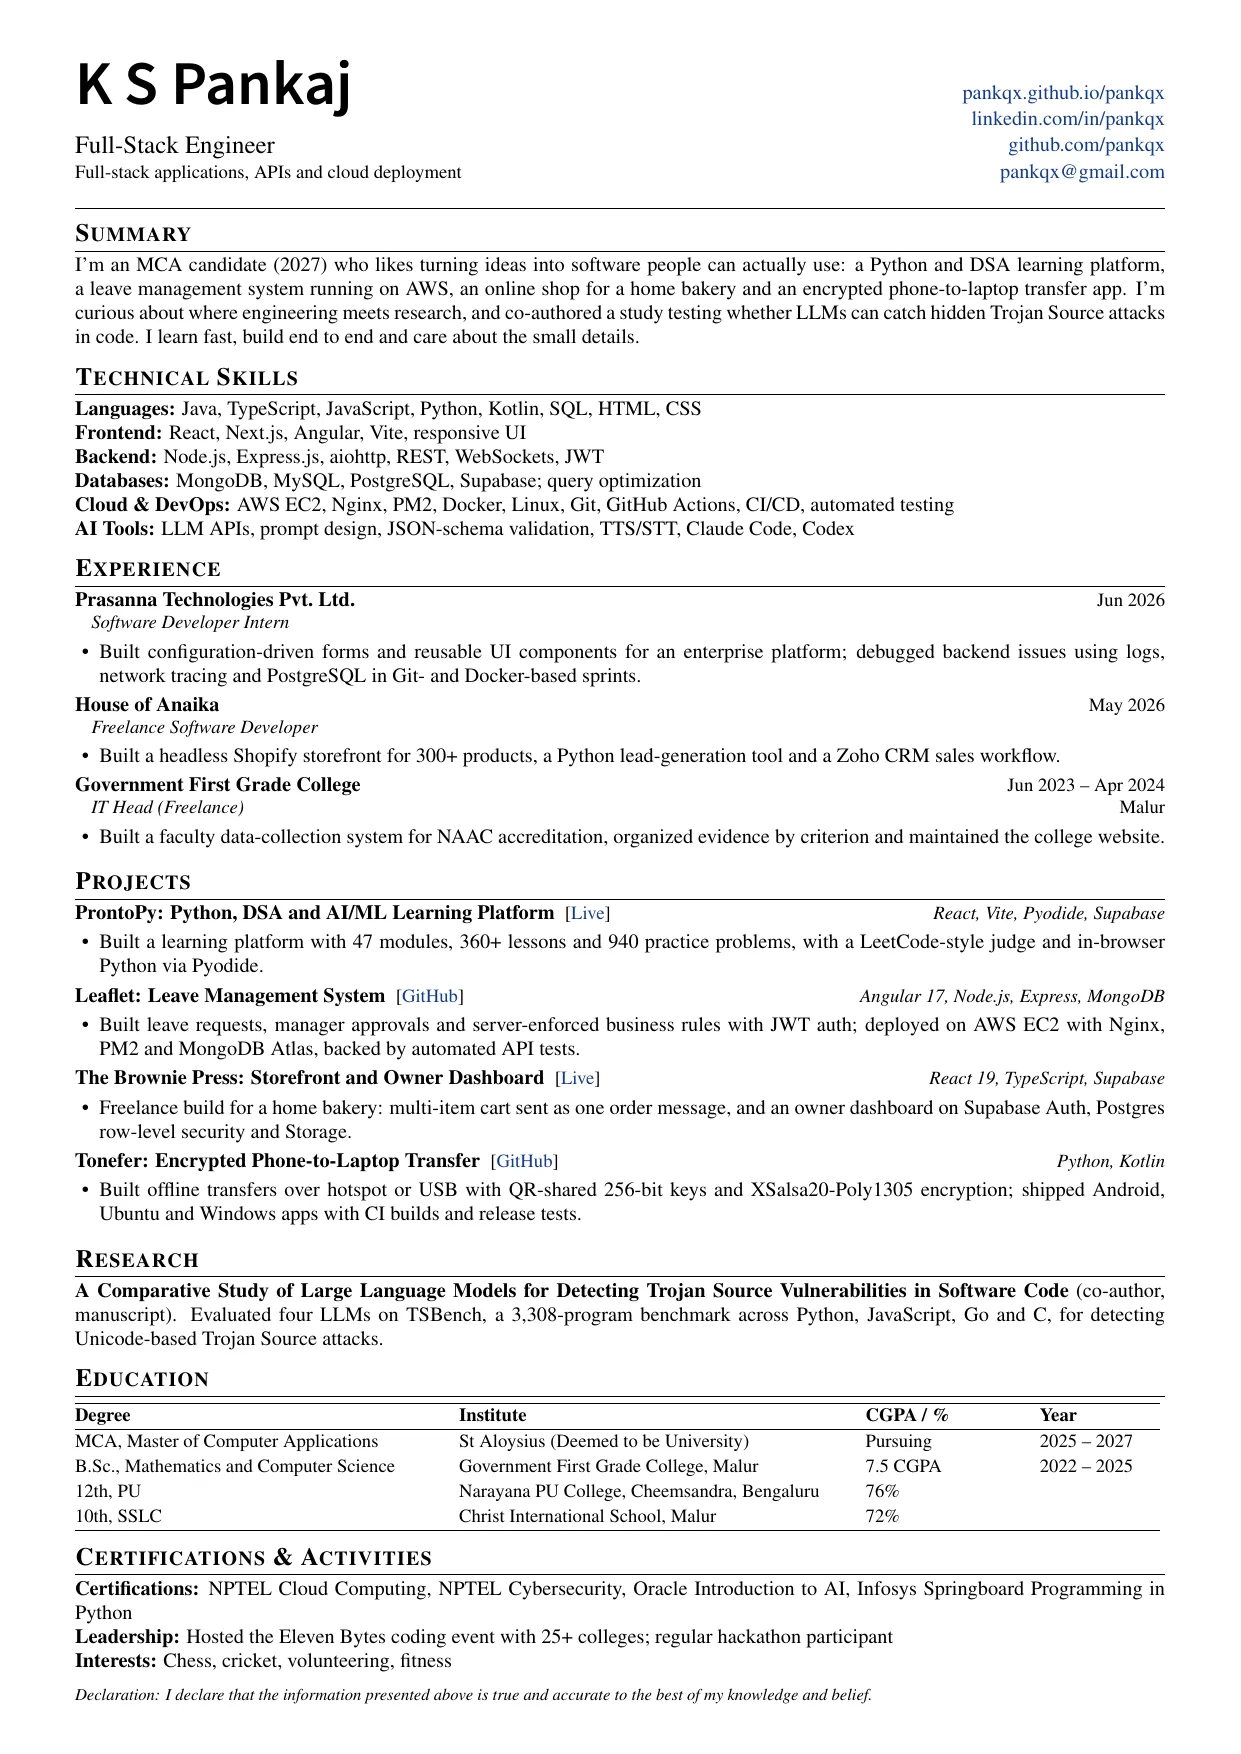 K S Pankaj
pankqx.github.io/pankqx
linkedin.com/in/pankqx
Full-Stack Engineer
github.com/pankqx
Full-stack applications, APIs and cloud deployment
pankqx@gmail.com
SUMMARY
I'm an MCA candidate (2027) who likes turning ideas into software people can actually use: a Python and DSA learning platform,
a leave management system running on AWS, an online shop for a home bakery and an encrypted phone-to-laptop transfer app. I'm
curious about where engineering meets research, and co-authored a study testing whether LLMs can catch hidden Trojan Source attacks
in code. I learn fast, build end to end and care about the small details.
TECHNICAL SKILLS
Languages: Java, TypeScript, JavaScript, Python, Kotlin, SQL, HTML, CSS
Frontend: React, Next.js, Angular, Vite, responsive UI
Backend: Node.js, Express.js, aiohttp, REST, WebSockets, JWT
Databases: MongoDB, MySQL, PostgreSQL, Supabase; query optimization
Cloud & DevOps: AWS EC2, Nginx, PM2, Docker, Linux, Git, GitHub Actions, CI/CD, automated testing
AI Tools: LLM APIs, prompt design, JSON-schema validation, TTS/STT, Claude Code, Codex
EXPERIENCE
Prasanna Technologies Pvt. Ltd. Jun 2026
Software Developer Intern
• Built configuration-driven forms and reusable UI components for an enterprise platform; debugged backend issues using logs,
network tracing and PostgreSQL in Git- and Docker-based sprints.
House of Anaika May 2026
Freelance Software Developer
• Built a headless Shopify storefront for 300+ products, a Python lead-generation tool and a Zoho CRM sales workflow.
Government First Grade College Jun 2023 – Apr 2024
IT Head (Freelance) Malur
• Built a faculty data-collection system for NAAC accreditation, organized evidence by criterion and maintained the college website.
PROJECTS
ProntoPy: Python, DSA and AI/ML Learning Platform [Live] React, Vite, Pyodide, Supabase
• Built a learning platform with 47 modules, 360+ lessons and 940 practice problems, with a LeetCode-style judge and in-browser
Python via Pyodide.
Leaflet: Leave Management System [GitHub] Angular 17, Node.js, Express, MongoDB
• Built leave requests, manager approvals and server-enforced business rules with JWT auth; deployed on AWS EC2 with Nginx,
PM2 and MongoDB Atlas, backed by automated API tests.
The Brownie Press: Storefront and Owner Dashboard [Live] React 19, TypeScript, Supabase
• Freelance build for a home bakery: multi-item cart sent as one order message, and an owner dashboard on Supabase Auth, Postgres
row-level security and Storage.
Tonefer: Encrypted Phone-to-Laptop Transfer [GitHub] Python, Kotlin
• Built offline transfers over hotspot or USB with QR-shared 256-bit keys and XSalsa20-Poly1305 encryption; shipped Android,
Ubuntu and Windows apps with CI builds and release tests.
RESEARCH
A Comparative Study of Large Language Models for Detecting Trojan Source Vulnerabilities in Software Code (co-author,
manuscript). Evaluated four LLMs on TSBench, a 3,308-program benchmark across Python, JavaScript, Go and C, for detecting
Unicode-based Trojan Source attacks.
EDUCATION
Degree Institute CGPA / % Year
MCA, Master of Computer Applications St Aloysius (Deemed to be University) Pursuing 2025 – 2027
B.Sc., Mathematics and Computer Science Government First Grade College, Malur 7.5 CGPA 2022 – 2025
12th, PU Narayana PU College, Cheemsandra, Bengaluru 76%
10th, SSLC Christ International School, Malur 72%
CERTIFICATIONS & ACTIVITIES
Certifications: NPTEL Cloud Computing, NPTEL Cybersecurity, Oracle Introduction to AI, Infosys Springboard Programming in
Python
Leadership: Hosted the Eleven Bytes coding event with 25+ colleges; regular hackathon participant
Interests: Chess, cricket, volunteering, fitness
Declaration: I declare that the information presented above is true and accurate to the best of my knowledge and belief.